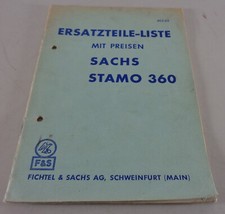 ERSATZTEILE-LISTE
MIT PREISEN
SACHS
STAMO 360
F&S
FICHTEL & SACHS AG, SCHWEINFURT (MAIN)